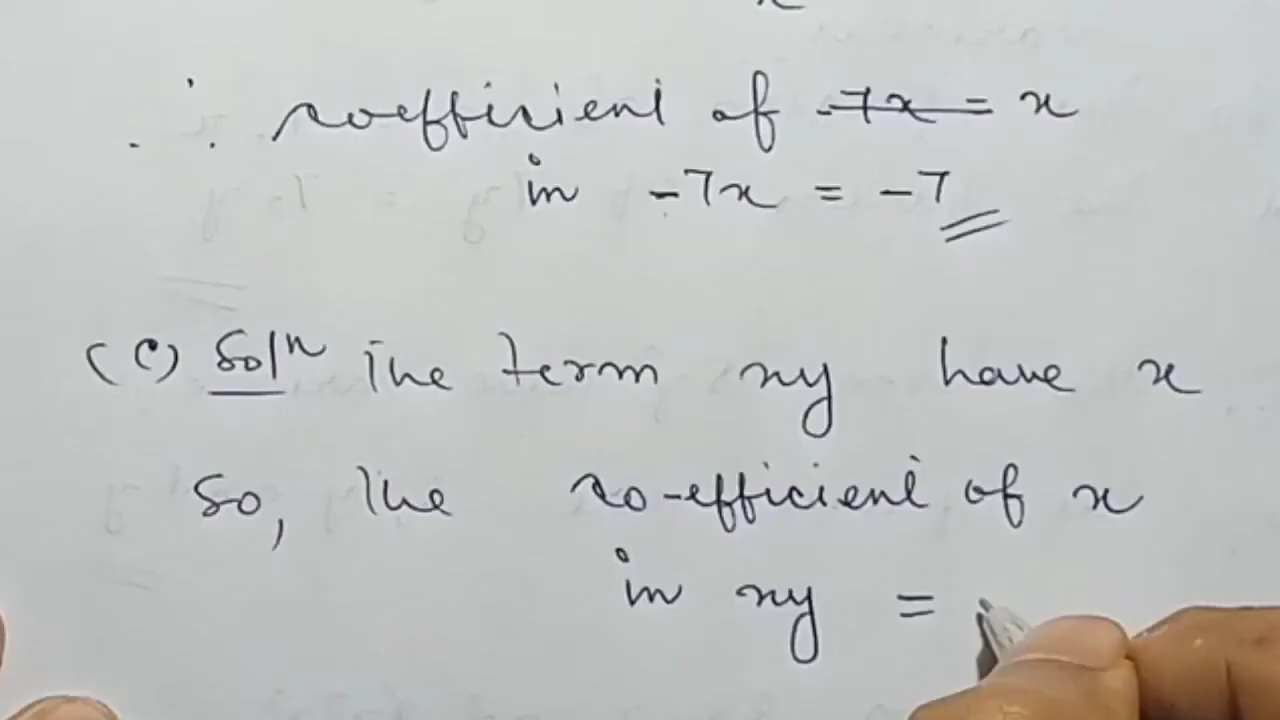 ∴ coefficient of -7x = x
in -7x = -7
(c) Solⁿ The term xy have x
So, the co-efficient of x
in xy =